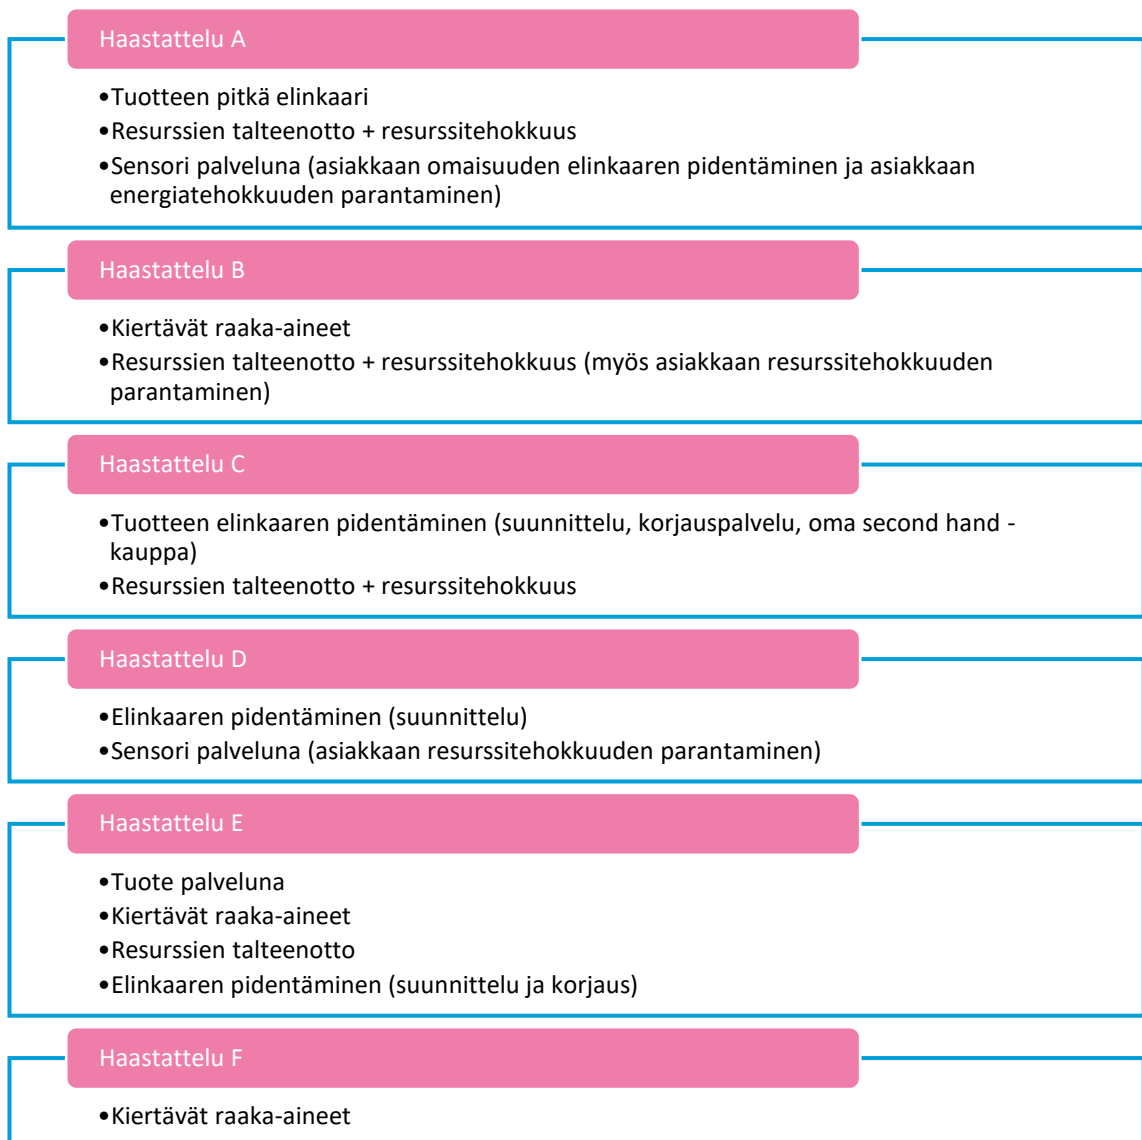 Haastattelu A
•Tuotteen pitkä elinkaari
•Resurssien talteenotto + resurssitehokkuus
•Sensori palveluna (asiakkaan omaisuuden elinkaaren pidentäminen ja asiakkaan
energiatehokkuuden parantaminen)
Haastattelu B
•Kiertävät raaka-aineet
•Resurssien talteenotto + resurssitehokkuus (myös asiakkaan resurssitehokkuuden
parantaminen)
Haastattelu C
•Tuotteen elinkaaren pidentäminen (suunnittelu, korjauspalvelu, oma second hand -
kauppa)
•Resurssien talteenotto + resurssitehokkuus
Haastattelu D
•Elinkaaren pidentäminen (suunnittelu)
•Sensori palveluna (asiakkaan resurssitehokkuuden parantaminen)
Haastattelu E
•Tuote palveluna
•Kiertävät raaka-aineet
•Resurssien talteenotto
•Elinkaaren pidentäminen (suunnittelu ja korjaus)
Haastattelu F
•Kiertävät raaka-aineet